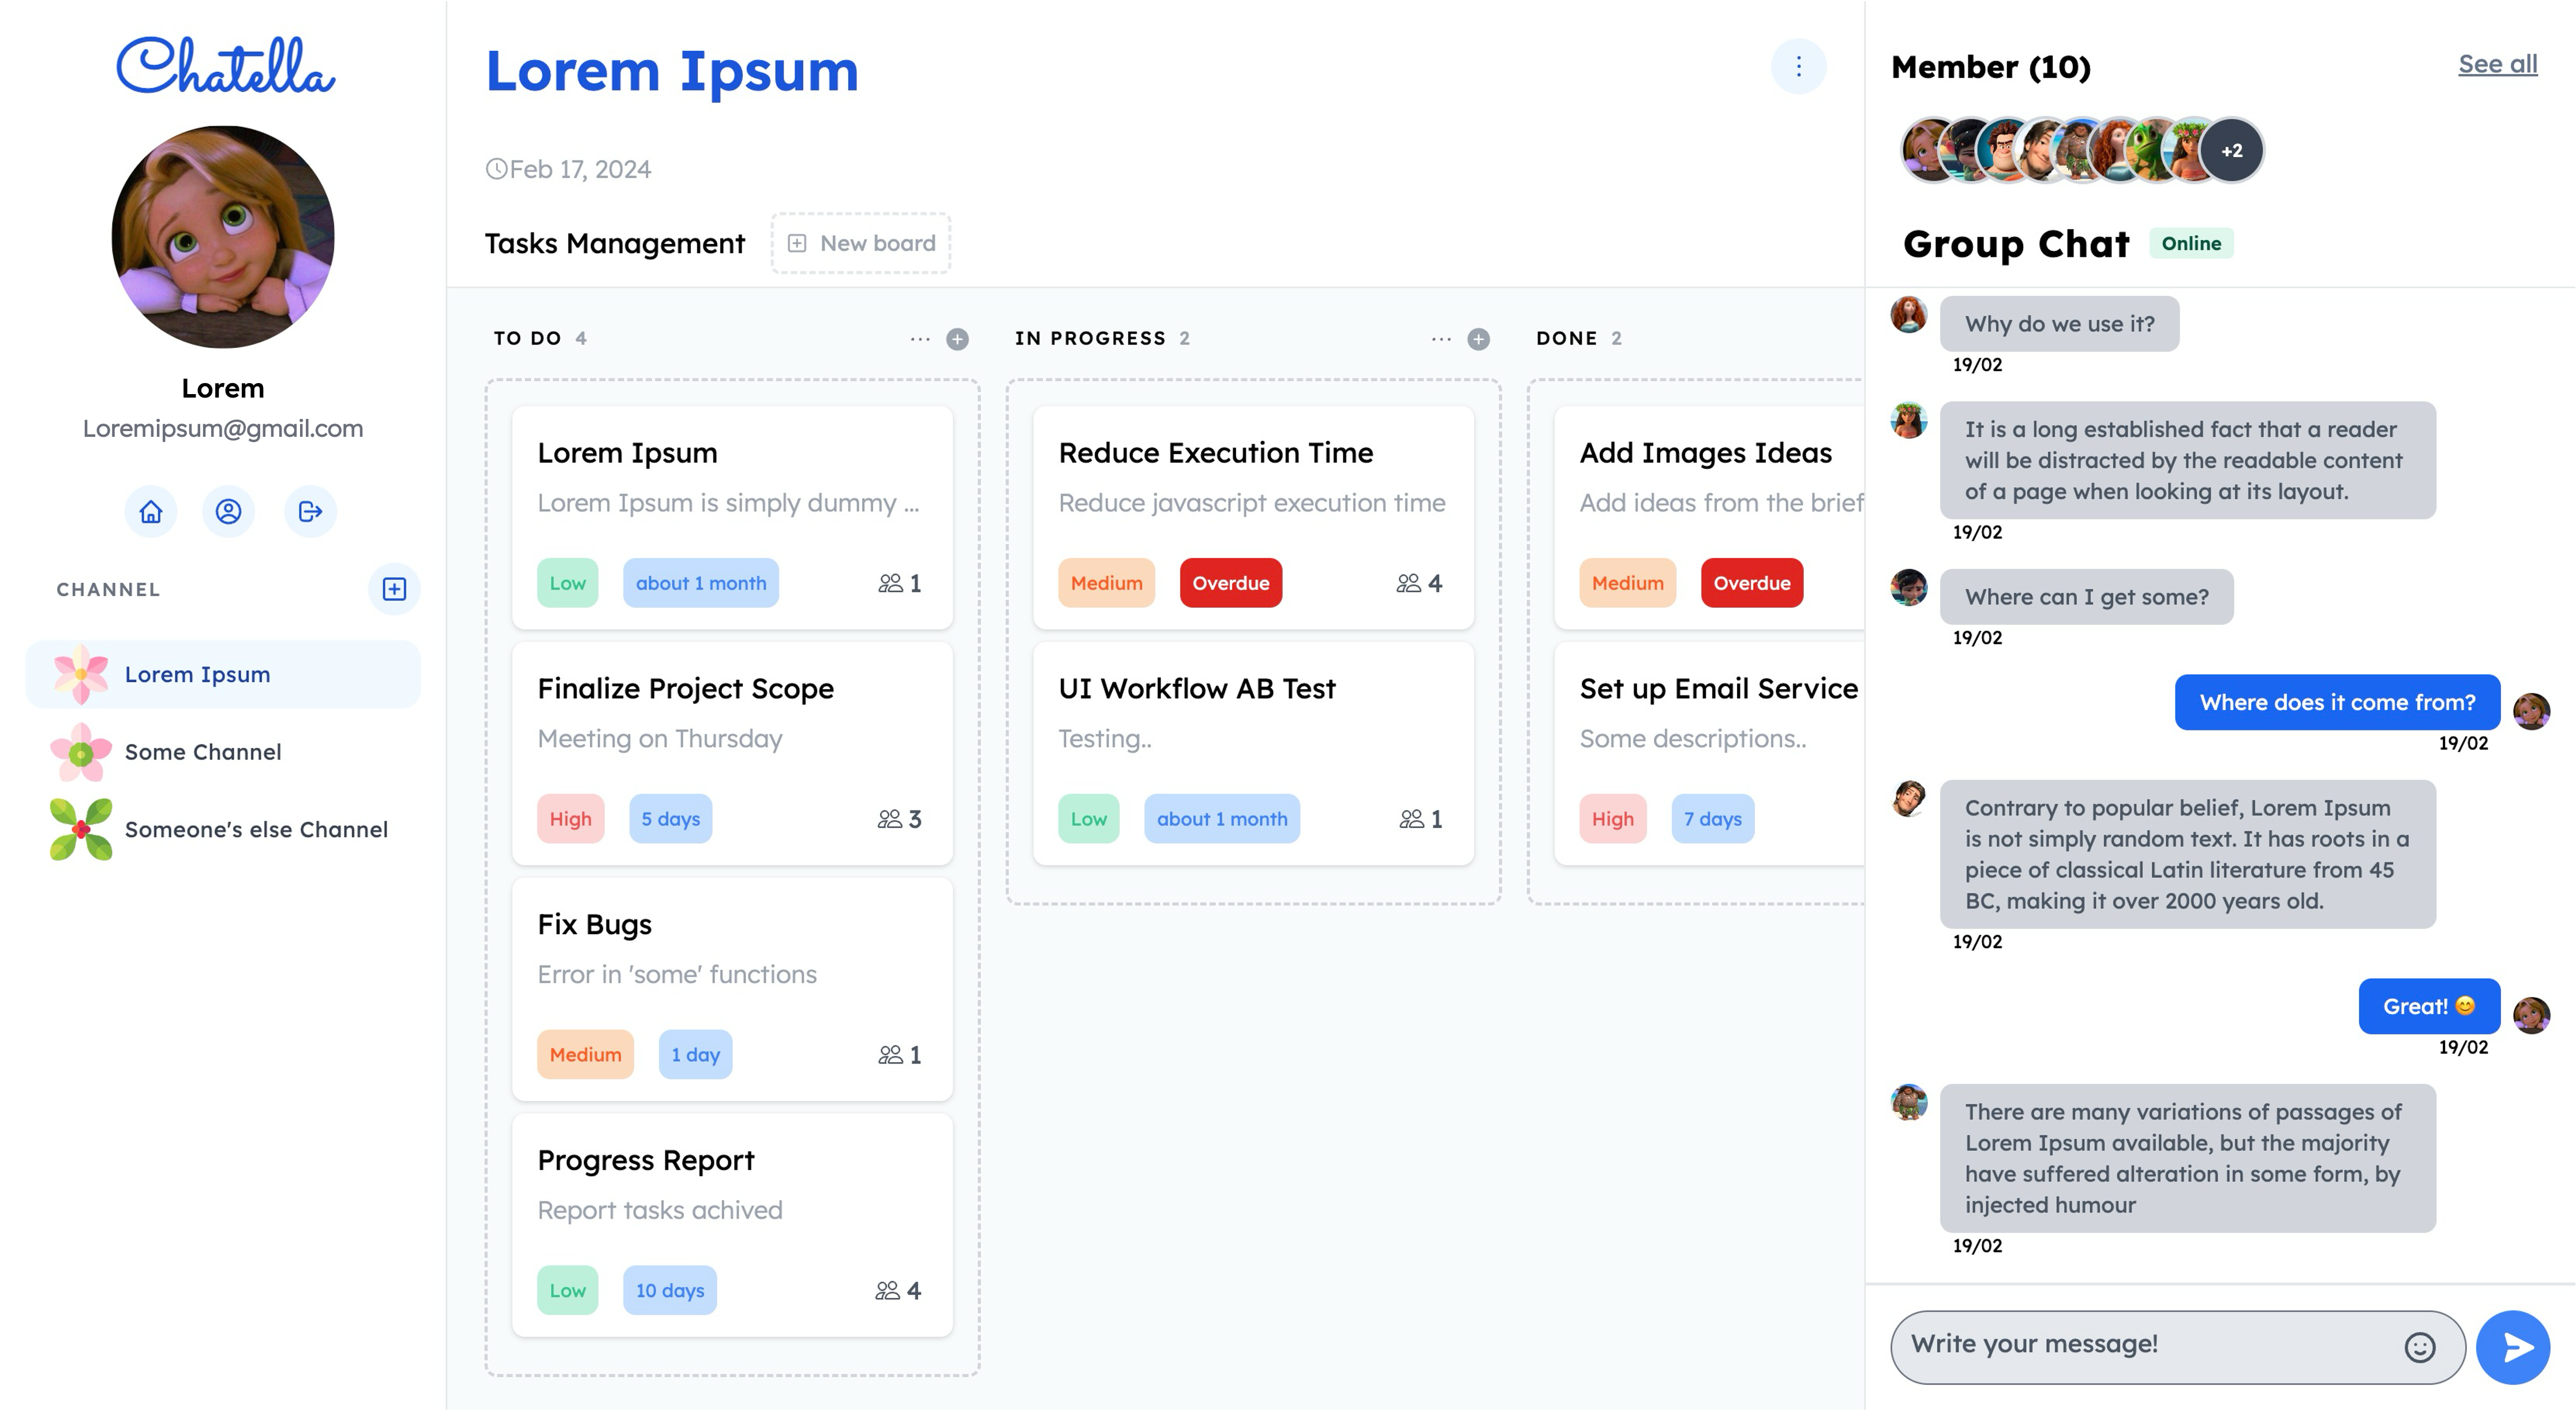 Chatella
Lorem
Loremipsum@gmail.com
CHANNEL
Lorem Ipsum
Some Channel
Someone's else Channel
Lorem Ipsum
Feb 17, 2024
Tasks Management
New board
TO DO 4
Lorem Ipsum
Lorem Ipsum is simply dummy ...
Low about 1 month 1
Finalize Project Scope
Meeting on Thursday
High 5 days 3
Fix Bugs
Error in 'some' functions
Medium 1 day 1
Progress Report
Report tasks achived
Low 10 days 4
IN PROGRESS 2
Reduce Execution Time
Reduce javascript execution time
Medium Overdue 4
UI Workflow AB Test
Testing..
Low about 1 month 1
DONE 2
Add Images Ideas
Add ideas from the brief
Medium Overdue
Set up Email Service
Some descriptions..
High 7 days
Member (10)
See all
+2
Group Chat Online
Why do we use it?
19/02
It is a long established fact that a reader
will be distracted by the readable content
of a page when looking at its layout.
19/02
Where can I get some?
19/02
Where does it come from?
19/02
Contrary to popular belief, Lorem Ipsum
is not simply random text. It has roots in a
piece of classical Latin literature from 45
BC, making it over 2000 years old.
19/02
Great! 😊
19/02
There are many variations of passages of
Lorem Ipsum available, but the majority
have suffered alteration in some form, by
injected humour
19/02
Write your message!